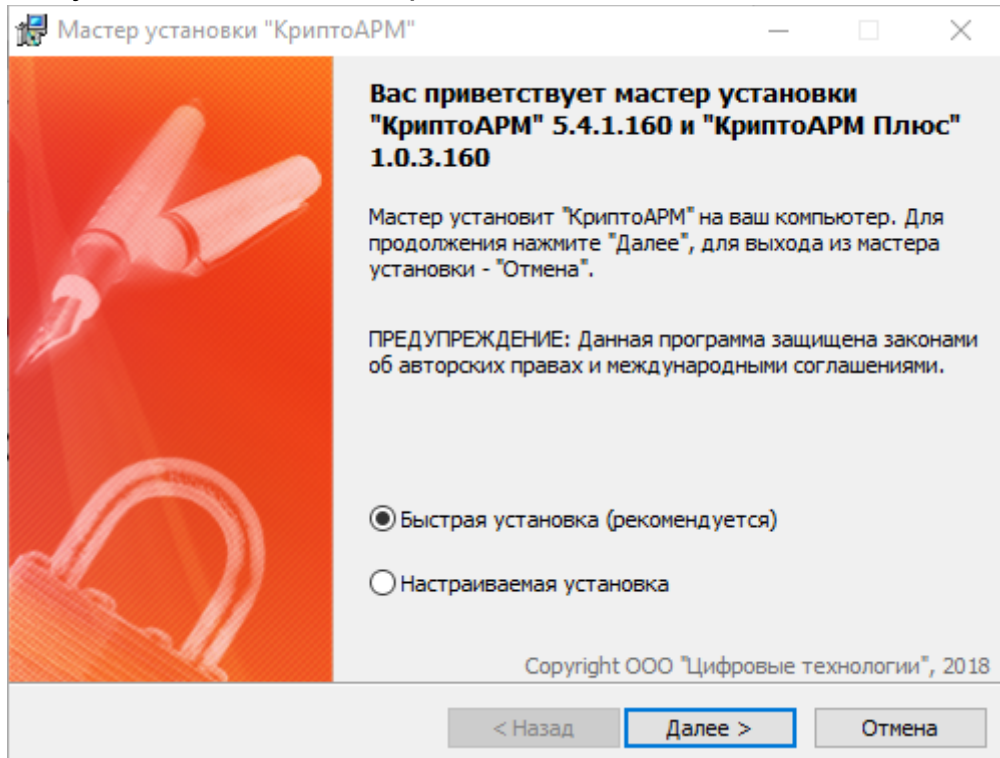 Мастер установки "КриптоАРМ"
Вас приветствует мастер установки
"КриптоАРМ" 5.4.1.160 и "КриптоАРМ Плюс"
1.0.3.160
Мастер установит "КриптоАРМ" на ваш компьютер. Для
продолжения нажмите "Далее", для выхода из мастера
установки - "Отмена".
ПРЕДУПРЕЖДЕНИЕ: Данная программа защищена законами
об авторских правах и международными соглашениями.
Быстрая установка (рекомендуется)
Настраиваемая установка
Copyright ООО "Цифровые технологии", 2018
< Назад
Далее >
Отмена